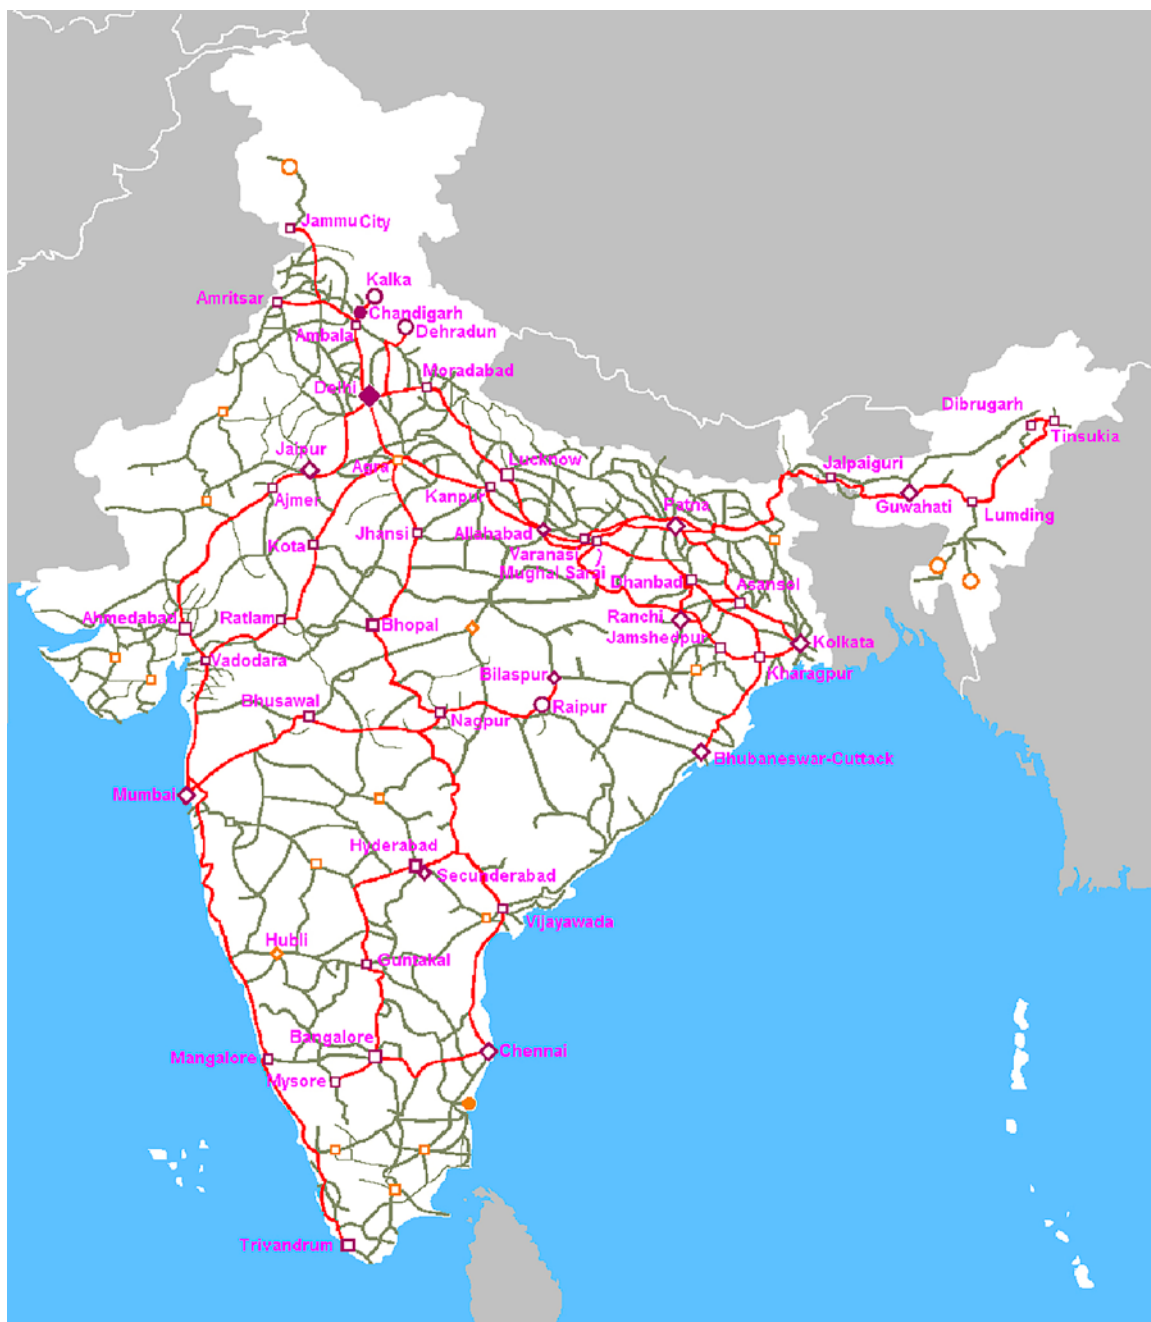 Jammu City
Kalka
Amritsar
Chandigarh
Ambala
Dehradun
Moradabad
Delhi
Dibrugarh
Tinsukia
Jaipur
Agra
Lucknow
Jalpaiguri
Ajmer
Kanpur
Patna
Guwahati
Lumding
Kota
Jhansi
Allahabad
Varanasi
Mughal Sarai
Dhanbad
Asansol
Ahmedabad
Ratlam
Bhopal
Ranchi
Jamshedpur
Kolkata
Vadodara
Bilaspur
Kharagpur
Bhusawal
Nagpur
Raipur
Bhubaneswar-Cuttack
Mumbai
Hyderabad
Secunderabad
Vijayawada
Hubli
Guntakal
Bangalore
Chennai
Mangalore
Mysore
Trivandrum